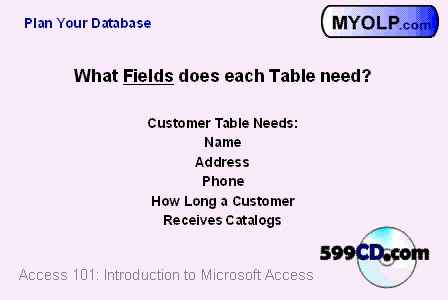 Plan Your Database
MYOLP.com
What Fields does each Table need?
Customer Table Needs:
Name
Address
Phone
How Long a Customer
Receives Catalogs
599CD.com
Access 101: Introduction to Microsoft Access